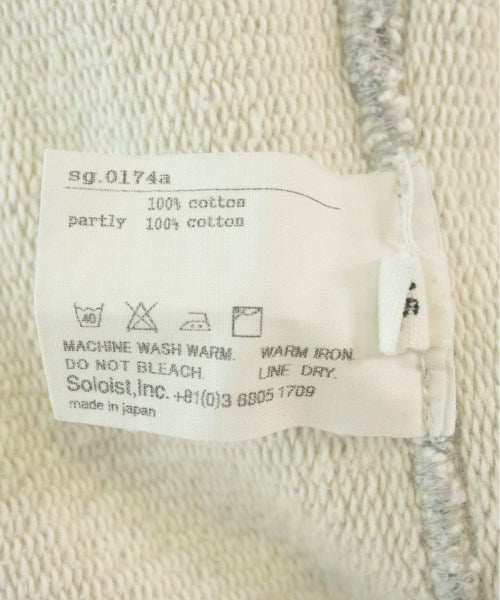 sg.0174a
100% cotton
partly 100% cotton
40
MACHINE WASH WARM. WARM IRON.
DO NOT BLEACH. LINE DRY.
Soloist,Inc. +81(0)3 6805 1709
made in japan